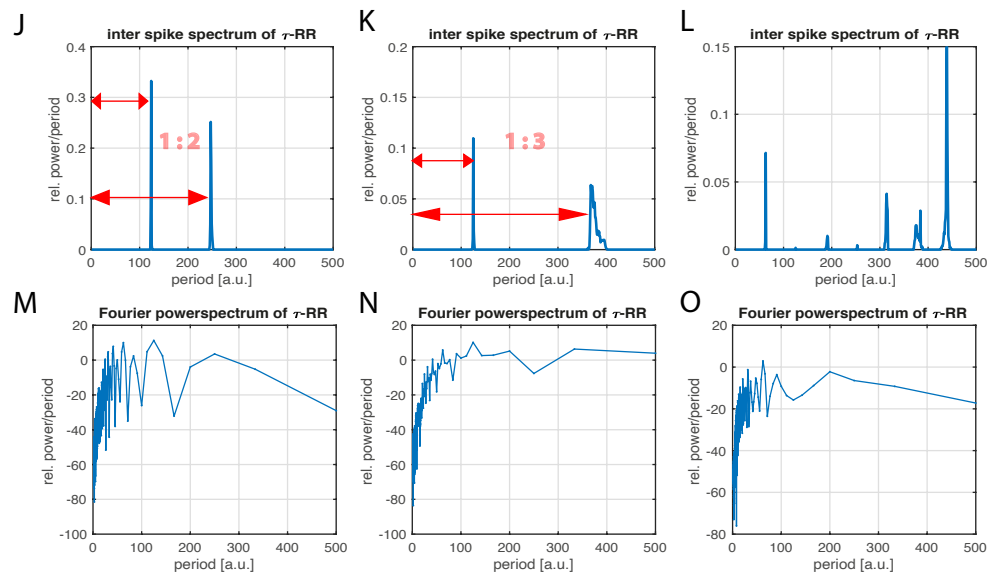 J
inter spike spectrum of τ-RR
0.4
0.3
0.2
0.1
0
rel. power/period
1:2
0 100 200 300 400 500
period [a.u.]
K
inter spike spectrum of τ-RR
0.2
0.15
0.1
0.05
0
rel. power/period
1:3
0 100 200 300 400 500
period [a.u.]
L
inter spike spectrum of τ-RR
0.15
0.1
0.05
0
rel. power/period
0 100 200 300 400 500
period [a.u.]
M
Fourier powerspectrum of τ-RR
20
0
-20
-40
-60
-80
-100
rel. power/period
0 100 200 300 400 500
period [a.u.]
N
Fourier powerspectrum of τ-RR
20
0
-20
-40
-60
-80
-100
rel. power/period
0 100 200 300 400 500
period [a.u.]
O
Fourier powerspectrum of τ-RR
20
0
-20
-40
-60
-80
rel. power/period
0 100 200 300 400 500
period [a.u.]